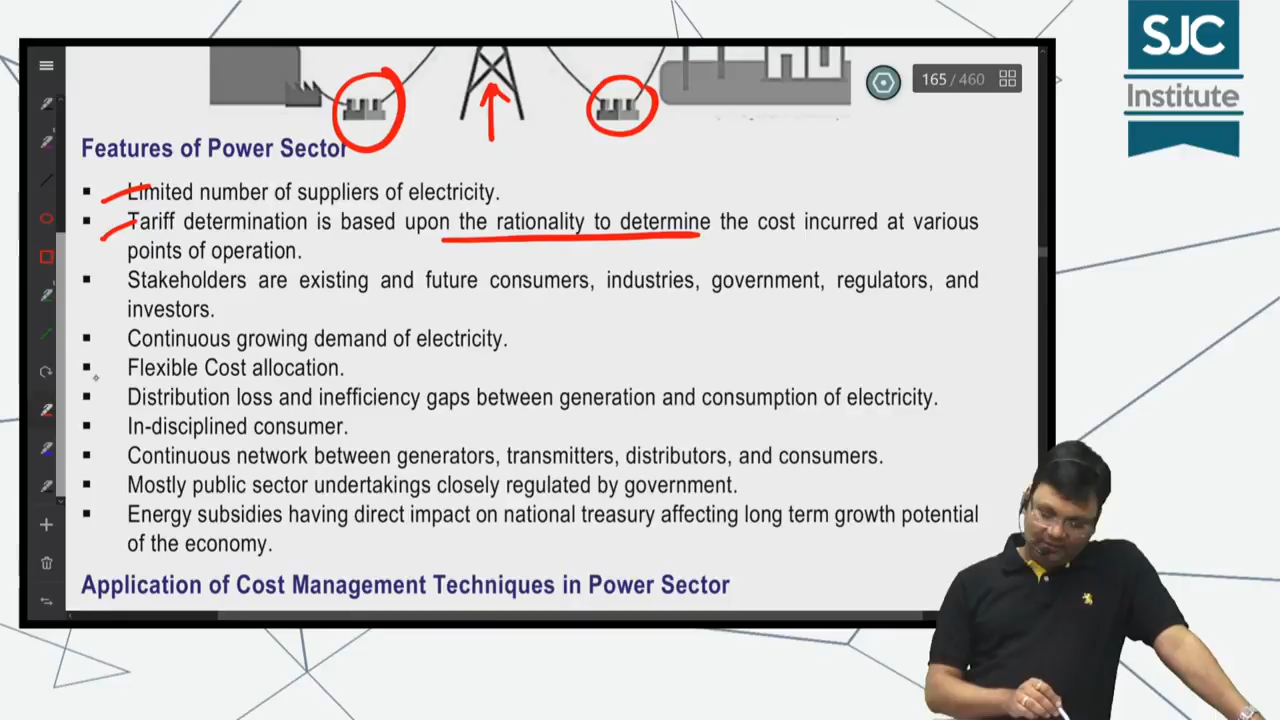 SJC
Institute
165 / 460
Features of Power Sector
▪ Limited number of suppliers of electricity.
▪ Tariff determination is based upon the rationality to determine the cost incurred at various
points of operation.
▪ Stakeholders are existing and future consumers, industries, government, regulators, and
investors.
▪ Continuous growing demand of electricity.
▪ Flexible Cost allocation.
▪ Distribution loss and inefficiency gaps between generation and consumption of electricity.
▪ In-disciplined consumer.
▪ Continuous network between generators, transmitters, distributors, and consumers.
▪ Mostly public sector undertakings closely regulated by government.
▪ Energy subsidies having direct impact on national treasury affecting long term growth potential
of the economy.
Application of Cost Management Techniques in Power Sector